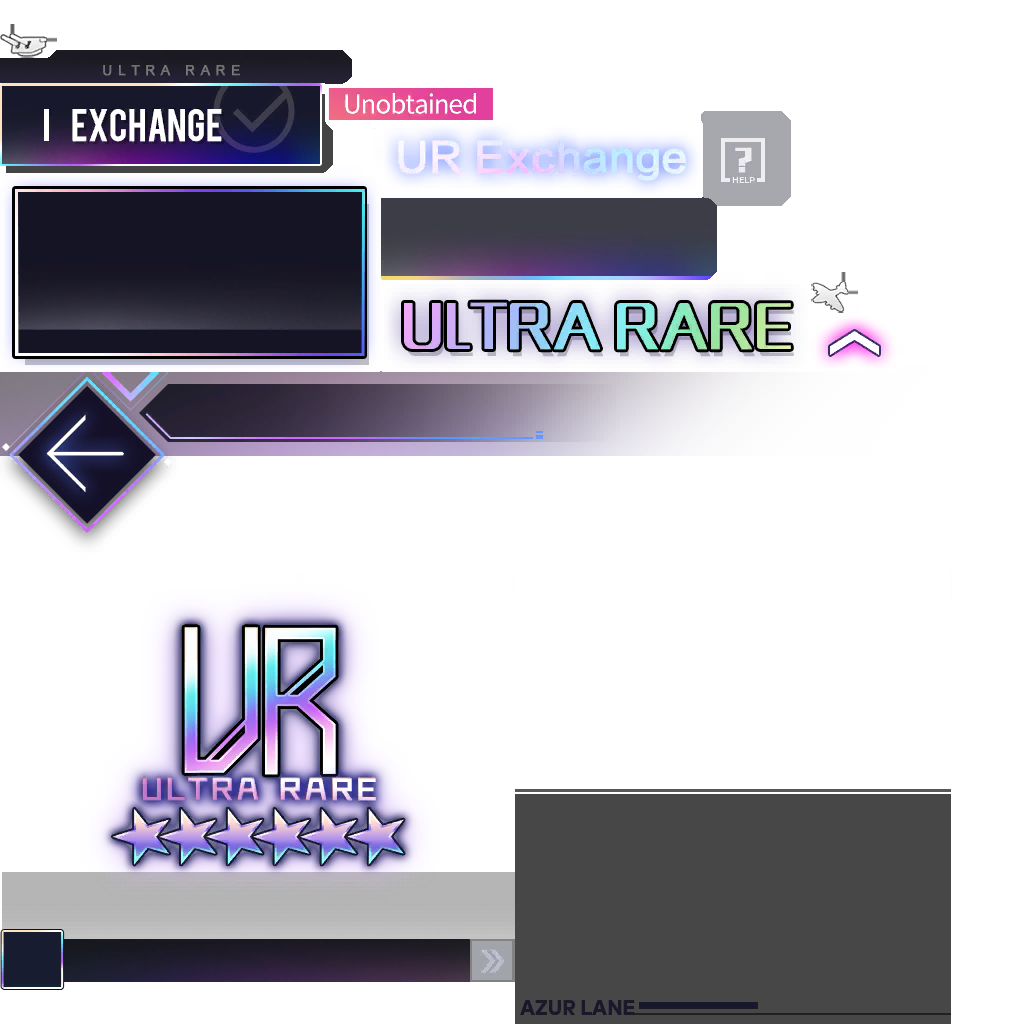 ULTRA RARE
EXCHANGE
Unobtained
UR Exchange
?
HELP
ULTRA RARE
UR
ULTRA RARE
AZUR LANE